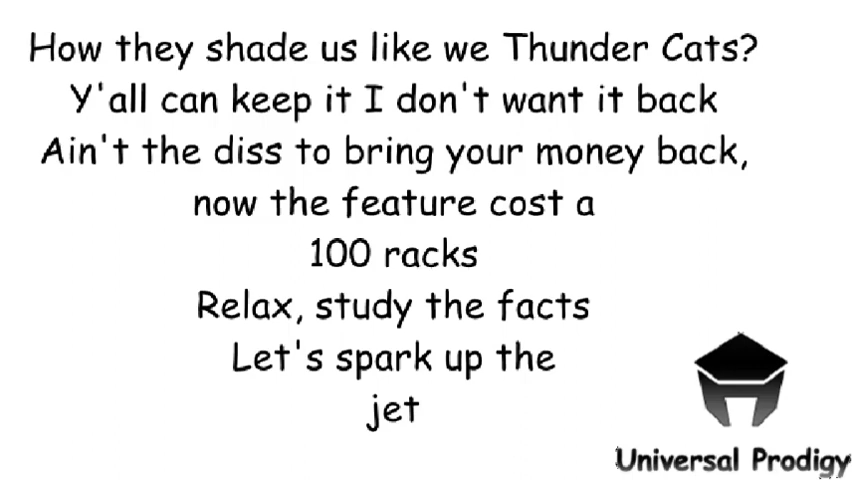 How they shade us like we Thunder Cats?
Y'all can keep it I don't want it back
Ain't the diss to bring your money back,
now the feature cost a
100 racks
Relax, study the facts
Let's spark up the
jet
Universal Prodigy